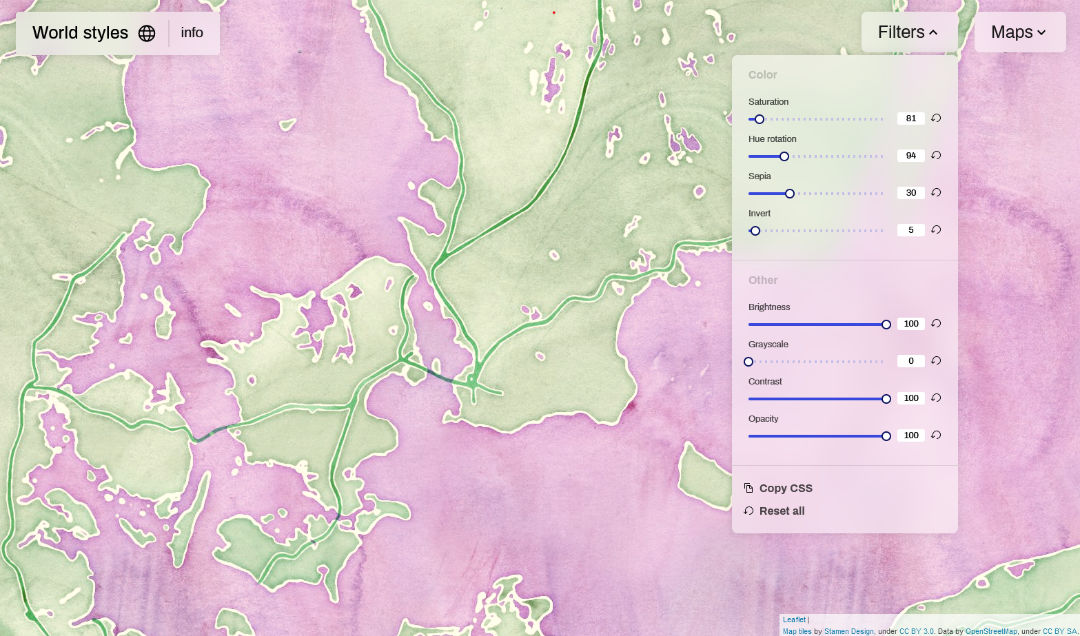 World styles
info
Filters
Maps
Color
Saturation
81
Hue rotation
94
Sepia
30
Invert
5
Other
Brightness
100
Grayscale
0
Contrast
100
Opacity
100
Copy CSS
Reset all
Leaflet |
Map tiles by Stamen Design, under CC BY 3.0. Data by OpenStreetMap, under CC BY SA